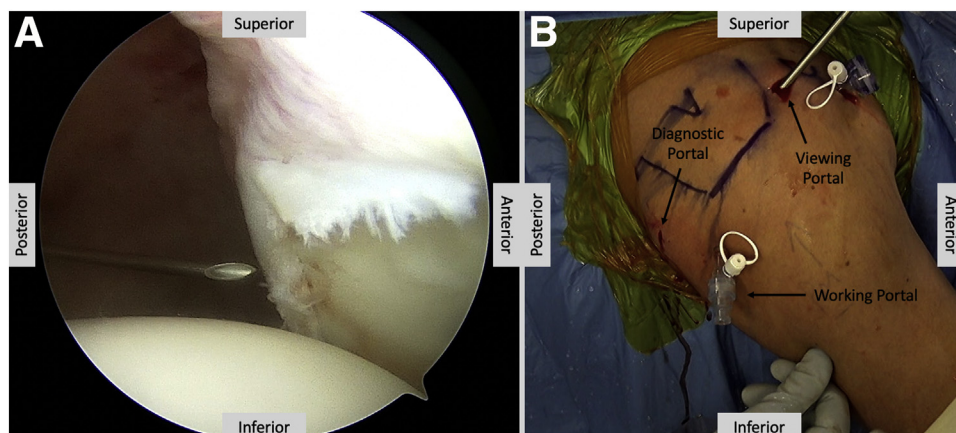 A
Superior
Posterior
Anterior
Inferior
B
Superior
Diagnostic
Portal
Viewing
Portal
Posterior
Anterior
Working Portal
Inferior